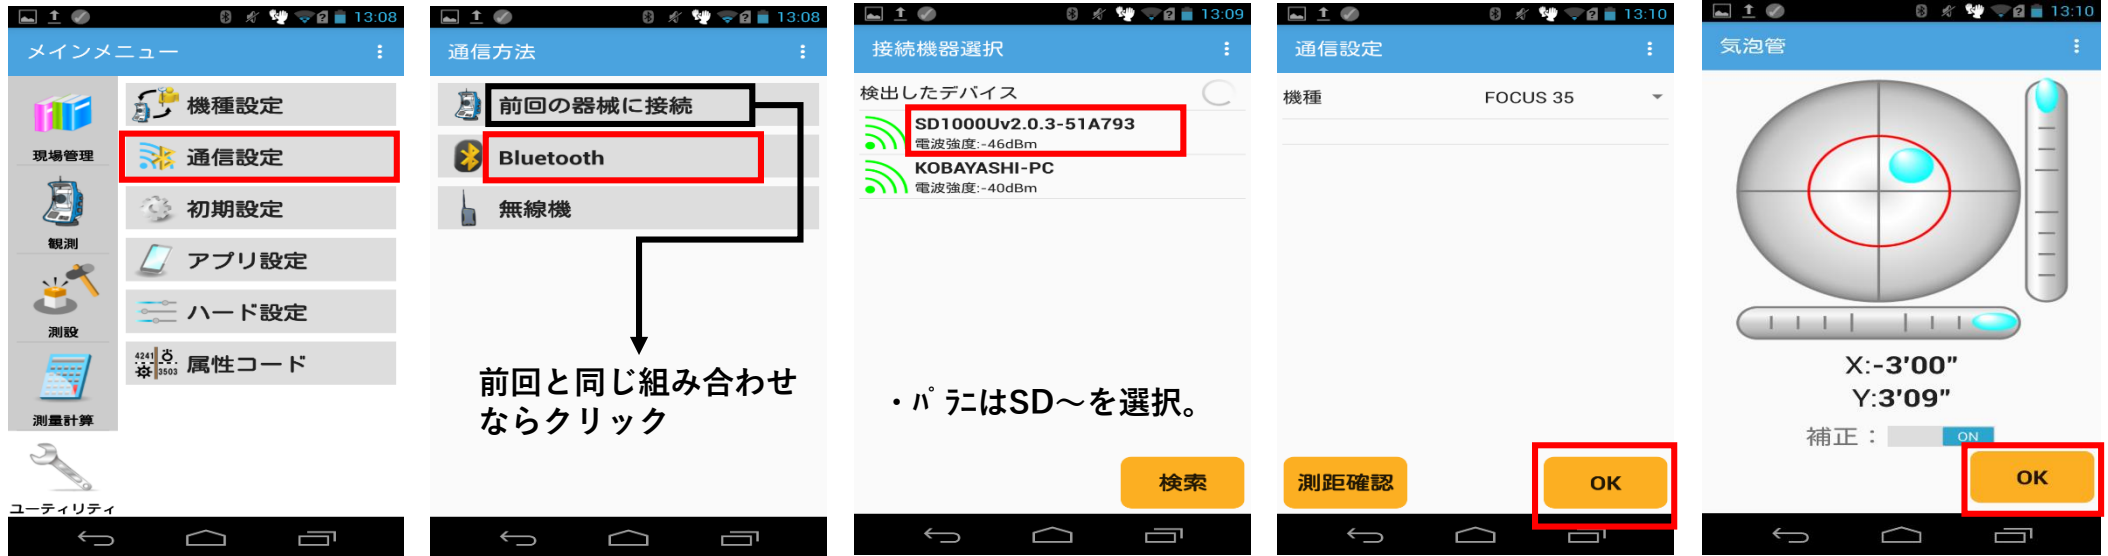 13:08
メインメニュー
機種設定
通信設定
初期設定
アプリ設定
ハード設定
属性コード
4241
3503
現場管理
観測
測設
測量計算
ユーティリティ
13:08
通信方法
前回の器械に接続
Bluetooth
無線機
前回と同じ組み合わせ
ならクリック
13:09
接続機器選択
検出したデバイス
SD1000Uv2.0.3-51A793
電波強度:-46dBm
KOBAYASHI-PC
電波強度:-40dBm
・ﾊﾟﾗﾆはSD～を選択。
検索
13:10
通信設定
機種 FOCUS 35
測距確認
OK
13:10
気泡管
X:-3'00"
Y:3'09"
補正： ON
OK